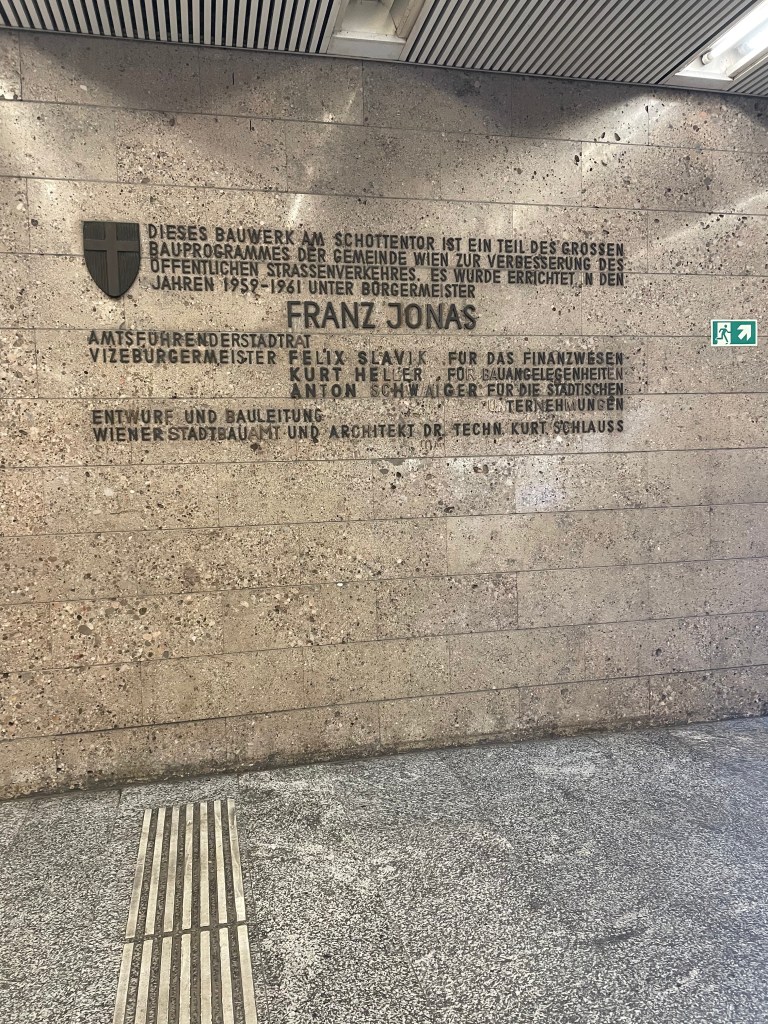 DIESES BAUWERK AM SCHOTTENTOR IST EIN TEIL DES GROSSEN
BAUPROGRAMMES DER GEMEINDE WIEN ZUR VERBESSERUNG DES
ÖFFENTLICHEN STRASSENVERKEHRES. ES WURDE ERRICHTET IN DEN
JAHREN 1959-1961 UNTER BÜRGERMEISTER
FRANZ JONAS
AMTSFÜHRENDER STADTRAT
VIZEBÜRGERMEISTER FELIX SLAVIK . FÜR DAS FINANZWESEN
KURT HELLER . FÜR BAUANGELEGENHEITEN
ANTON SCHWAIGER FÜR DIE STÄDTISCHEN
UNTERNEHMUNGEN
ENTWURF UND BAULEITUNG
WIENER STADTBAUAMT UND ARCHITEKT DR. TECHN. KURT SCHLAUSS